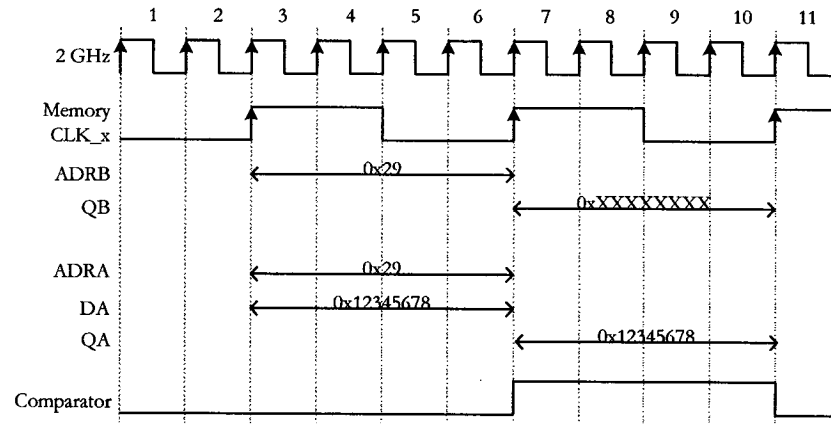 1 2 3 4 5 6 7 8 9 10 11
2 GHz
Memory
CLK_x
ADRB 0x29
QB 0xXXXXXXXX
ADRA 0x29
DA 0x12345678
QA 0x12345678
Comparator